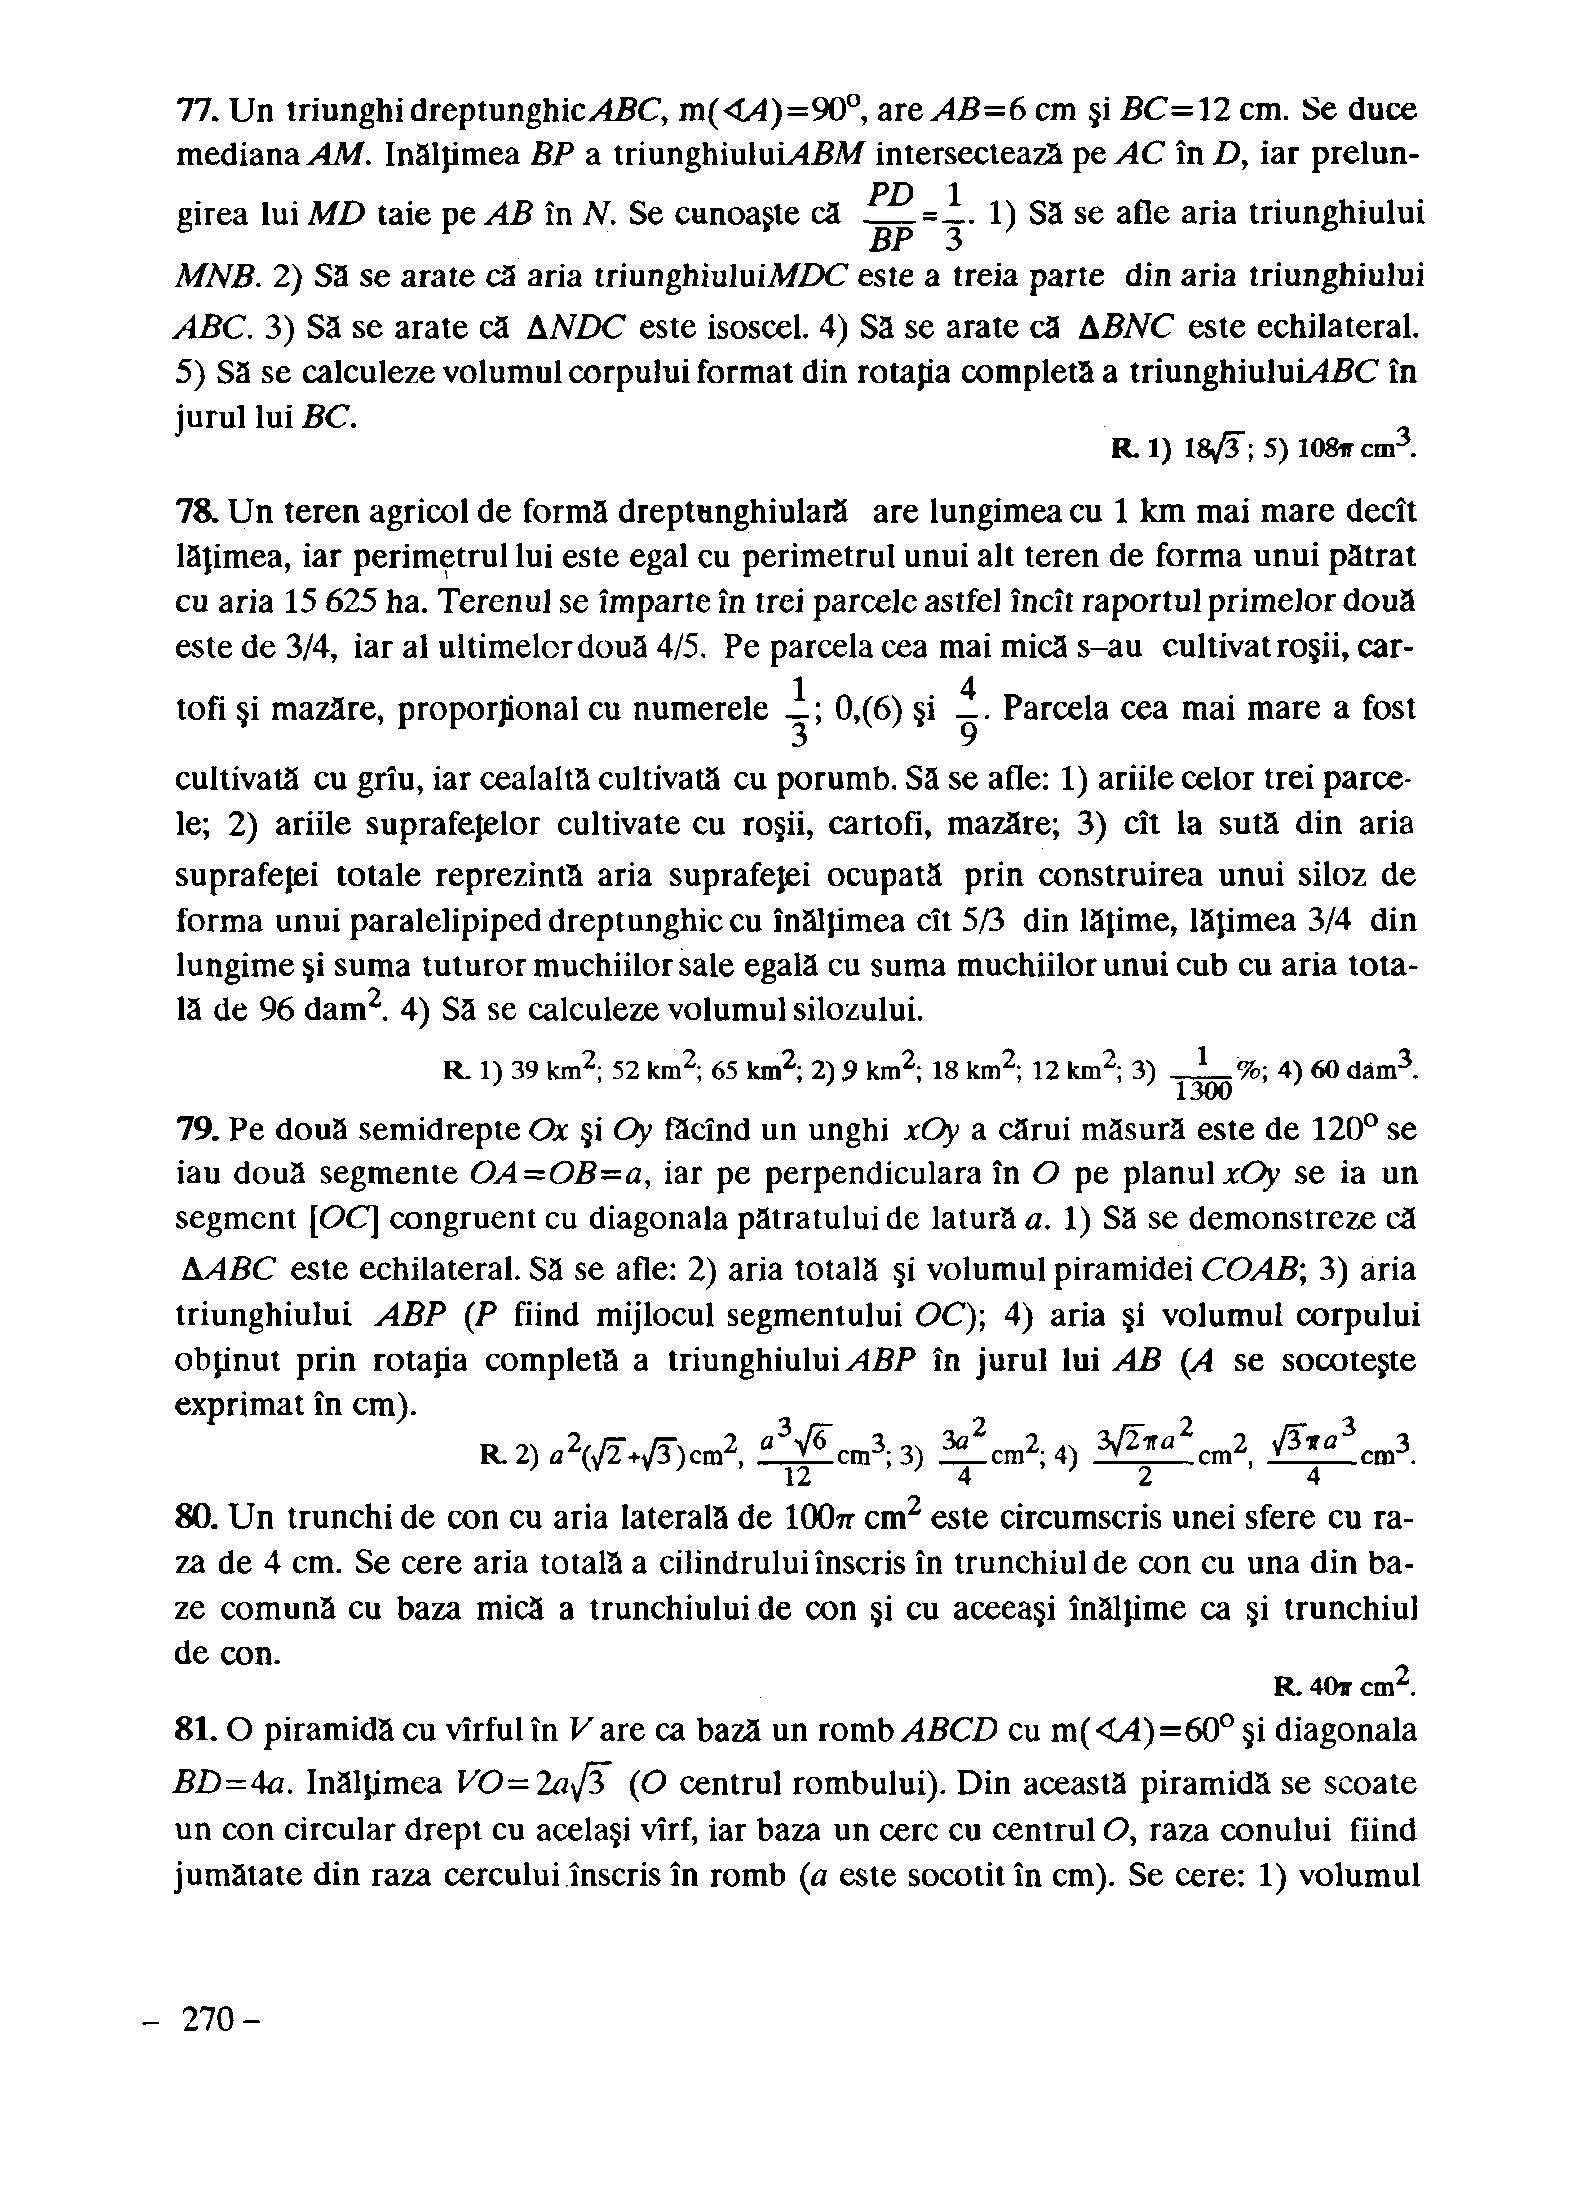 77. Un triunghi dreptunghic ABC, m(∢A)=90°, are AB=6 cm şi BC=12 cm. Se duce
mediana AM. Inălţimea BP a triunghiului ABM intersectează pe AC în D, iar prelun-
girea lui MD taie pe AB în N. Se cunoaşte că PD/BP = 1/3. 1) Să se afle aria triunghiului
MNB. 2) Să se arate că aria triunghiului MDC este a treia parte din aria triunghiului
ABC. 3) Să se arate că ΔNDC este isoscel. 4) Să se arate că ΔBNC este echilateral.
5) Să se calculeze volumul corpului format din rotaţia completă a triunghiului ABC în
jurul lui BC.
R. 1) 18√3 ; 5) 108π cm³.
78. Un teren agricol de formă dreptunghiulară are lungimea cu 1 km mai mare decît
lăţimea, iar perimetrul lui este egal cu perimetrul unui alt teren de forma unui pătrat
cu aria 15 625 ha. Terenul se împarte în trei parcele astfel încît raportul primelor două
este de 3/4, iar al ultimelor două 4/5. Pe parcela cea mai mică s–au cultivat roşii, car-
tofi şi mazăre, proporţional cu numerele 1/3; 0,(6) şi 4/9. Parcela cea mai mare a fost
cultivată cu grîu, iar cealaltă cultivată cu porumb. Să se afle: 1) ariile celor trei parce-
le; 2) ariile suprafeţelor cultivate cu roşii, cartofi, mazăre; 3) cît la sută din aria
suprafeţei totale reprezintă aria suprafeţei ocupată prin construirea unui siloz de
forma unui paralelipiped dreptunghic cu înălţimea cît 5/3 din lăţime, lăţimea 3/4 din
lungime şi suma tuturor muchiilor sale egală cu suma muchiilor unui cub cu aria tota-
lă de 96 dam². 4) Să se calculeze volumul silozului.
R. 1) 39 km²; 52 km²; 65 km²; 2) 9 km²; 18 km²; 12 km²; 3) 1/1300 %; 4) 60 dam³.
79. Pe două semidrepte Ox şi Oy făcînd un unghi xOy a cărui măsură este de 120° se
iau două segmente OA=OB=a, iar pe perpendiculara în O pe planul xOy se ia un
segment [OC] congruent cu diagonala pătratului de latură a. 1) Să se demonstreze că
ΔABC este echilateral. Să se afle: 2) aria totală şi volumul piramidei COAB; 3) aria
triunghiului ABP (P fiind mijlocul segmentului OC); 4) aria şi volumul corpului
obţinut prin rotaţia completă a triunghiului ABP în jurul lui AB (A se socoteşte
exprimat în cm).
R. 2) a²(√2+√3)cm², a³√6/12 cm³; 3) 3a²/4 cm²; 4) 3√2πa²/2 cm², √3πa³/4 cm³.
80. Un trunchi de con cu aria laterală de 100π cm² este circumscris unei sfere cu ra-
za de 4 cm. Se cere aria totală a cilindrului înscris în trunchiul de con cu una din ba-
ze comună cu baza mică a trunchiului de con şi cu aceeaşi înălţime ca şi trunchiul
de con.
R. 40π cm².
81. O piramidă cu vîrful în V are ca bază un romb ABCD cu m(∢A)=60° şi diagonala
BD=4a. Inălţimea VO=2a√3 (O centrul rombului). Din această piramidă se scoate
un con circular drept cu acelaşi vîrf, iar baza un cerc cu centrul O, raza conului fiind
jumătate din raza cercului înscris în romb (a este socotit în cm). Se cere: 1) volumul
– 270 –